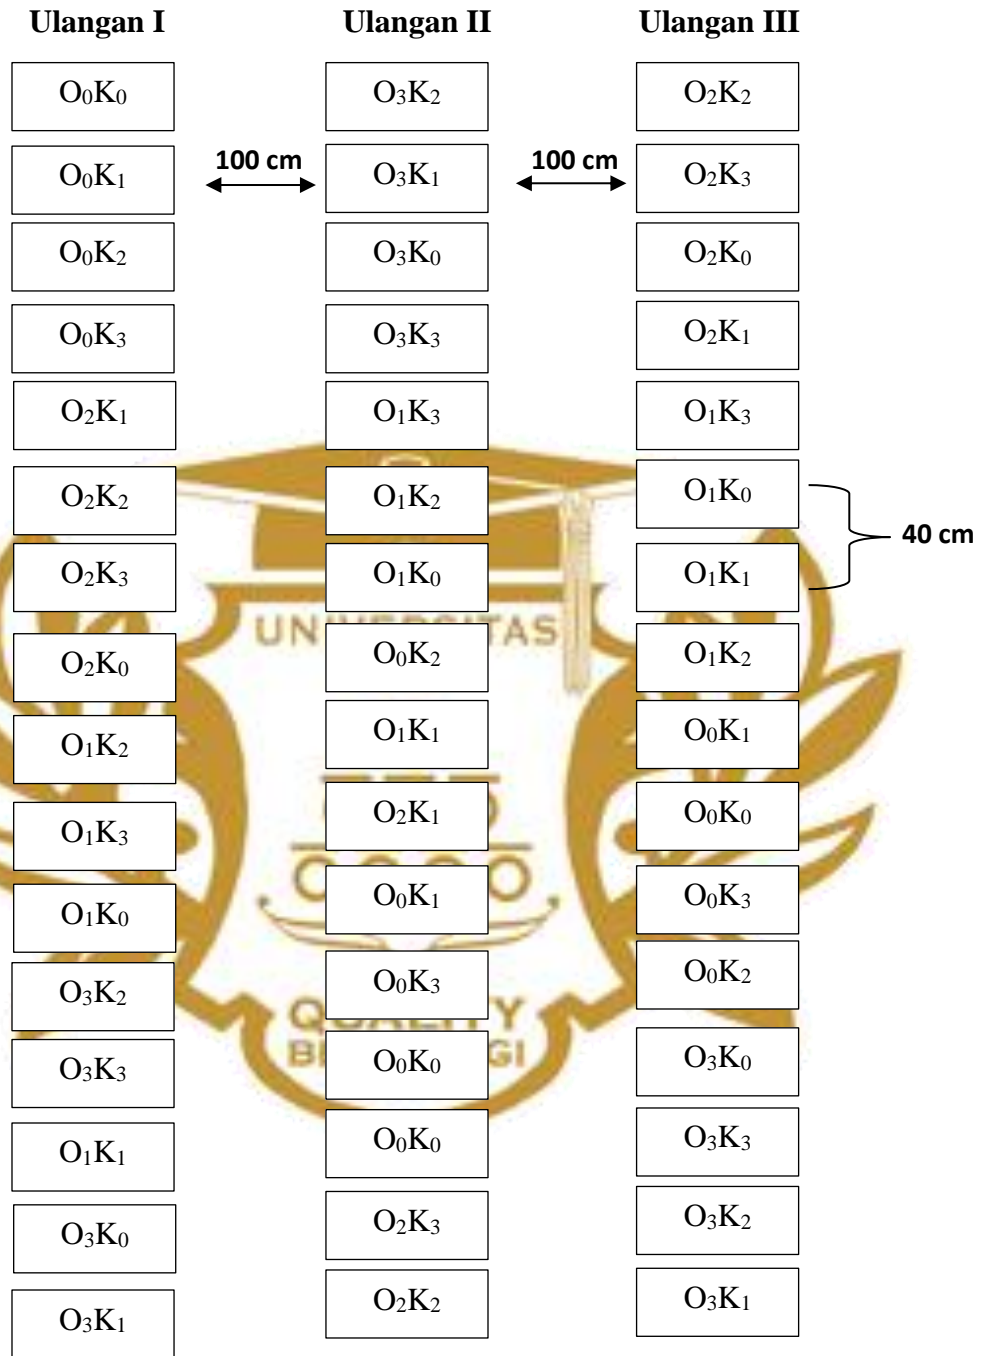 Ulangan I Ulangan II Ulangan III
O₀K₀ O₃K₂ O₂K₂
O₀K₁ 100 cm O₃K₁ 100 cm O₂K₃
O₀K₂ O₃K₀ O₂K₀
O₀K₃ O₃K₃ O₂K₁
O₂K₁ O₁K₃ O₁K₃
O₂K₂ O₁K₂ O₁K₀
40 cm
O₂K₃ O₁K₀ O₁K₁
UNIVERSITAS
O₂K₀ O₀K₂ O₁K₂
O₁K₂ O₁K₁ O₀K₁
O₁K₃ O₂K₁ O₀K₀
O₁K₀ O₀K₁ O₀K₃
O₃K₂ O₀K₃ O₀K₂
QUALITY
O₃K₃ O₀K₀ O₃K₀
O₁K₁ O₀K₀ O₃K₃
O₃K₀ O₂K₃ O₃K₂
O₃K₁ O₂K₂ O₃K₁